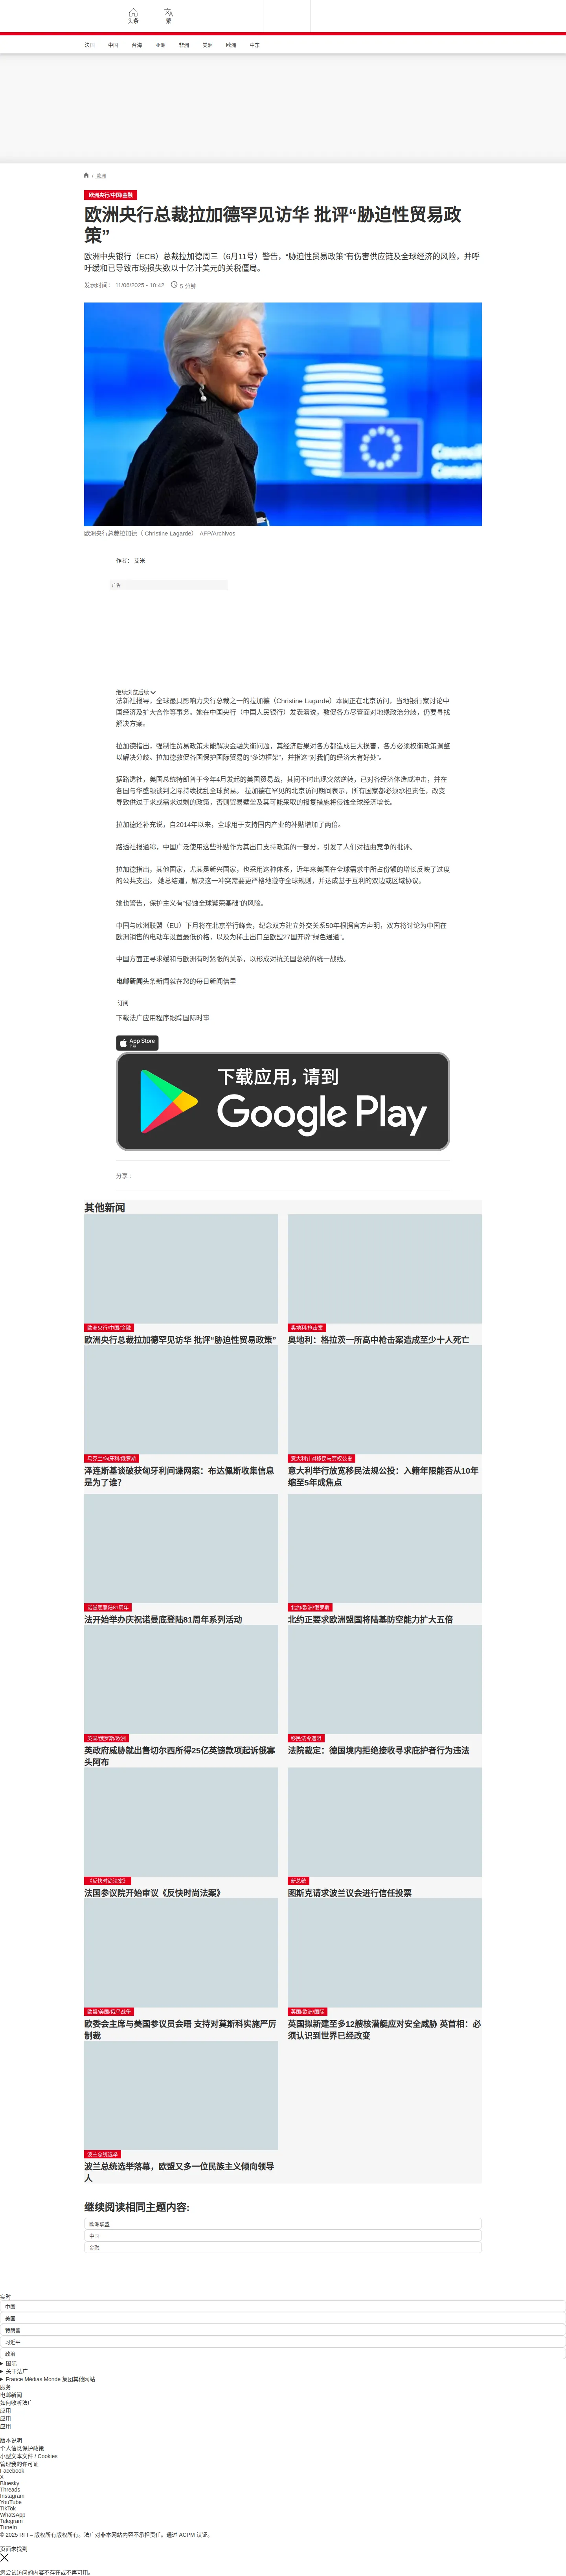 头条
繁
法国 中国 台海 亚洲 非洲 美洲 欧洲 中东
/ 欧洲
欧洲央行/中国/金融
欧洲央行总裁拉加德罕见访华 批评“胁迫性贸易政
策”
欧洲中央银行（ECB）总裁拉加德周三（6月11号）警告，“胁迫性贸易政策”有伤害供应链及全球经济的风险，并呼
吁缓和已导致市场损失数以十亿计美元的关税僵局。
发表时间： 11/06/2025 - 10:42 5 分钟
欧洲央行总裁拉加德（ Christine Lagarde） AFP/Archivos
作者： 艾米
广告
继续浏览后续
法新社报导，全球最具影响力央行总裁之一的拉加德（Christine Lagarde）本周正在北京访问，当地银行家讨论中
国经济及扩大合作等事务。她在中国央行（中国人民银行）发表演说，敦促各方尽管面对地缘政治分歧，仍要寻找
解决方案。
拉加德指出，强制性贸易政策未能解决金融失衡问题，其经济后果对各方都造成巨大损害，各方必须权衡政策调整
以解决分歧。拉加德敦促各国保护国际贸易的“多边框架”，并指这“对我们的经济大有好处”。
据路透社，美国总统特朗普于今年4月发起的美国贸易战，其间不时出现突然逆转，已对各经济体造成冲击，并在
各国与华盛顿谈判之际持续扰乱全球贸易。 拉加德在罕见的北京访问期间表示，所有国家都必须承担责任，改变
导致供过于求或需求过剩的政策，否则贸易壁垒及其可能采取的报复措施将侵蚀全球经济增长。
拉加德还补充说，自2014年以来，全球用于支持国内产业的补贴增加了两倍。
路透社报道称，中国广泛使用这些补贴作为其出口支持政策的一部分，引发了人们对扭曲竞争的批评。
拉加德指出，其他国家，尤其是新兴国家，也采用这种体系，近年来美国在全球需求中所占份额的增长反映了过度
的公共支出。 她总结道，解决这一冲突需要更严格地遵守全球规则，并达成基于互利的双边或区域协议。
她也警告，保护主义有“侵蚀全球繁荣基础”的风险。
中国与欧洲联盟（EU）下月将在北京举行峰会，纪念双方建立外交关系50年根据官方声明，双方将讨论为中国在
欧洲销售的电动车设置最低价格，以及为稀土出口至欧盟27国开辟“绿色通道”。
中国方面正寻求缓和与欧洲有时紧张的关系，以形成对抗美国总统的统一战线。
电邮新闻头条新闻就在您的每日新闻信里
订阅
下载法广应用程序跟踪国际时事
App Store
下载
下载应用，请到
Google Play
分享 :
其他新闻
欧洲央行/中国/金融
欧洲央行总裁拉加德罕见访华 批评“胁迫性贸易政策”
奥地利/枪击案
奥地利：格拉茨一所高中枪击案造成至少十人死亡
乌克兰/匈牙利/俄罗斯
泽连斯基谈破获匈牙利间谍网案：布达佩斯收集信息
是为了谁？
意大利针对移民与劳权公投
意大利举行放宽移民法规公投：入籍年限能否从10年
缩至5年成焦点
诺曼底登陆81周年
法开始举办庆祝诺曼底登陆81周年系列活动
北约/欧洲/俄罗斯
北约正要求欧洲盟国将陆基防空能力扩大五倍
英国/俄罗斯/欧洲
英政府威胁就出售切尔西所得25亿英镑款项起诉俄寡
头阿布
移民法令遇阻
法院裁定：德国境内拒绝接收寻求庇护者行为违法
《反快时尚法案》
法国参议院开始审议《反快时尚法案》
新总统
图斯克请求波兰议会进行信任投票
欧盟/美国/俄乌战争
欧委会主席与美国参议员会晤 支持对莫斯科实施严厉
制裁
英国/欧洲/国际
英国拟新建至多12艘核潜艇应对安全威胁 英首相：必
须认识到世界已经改变
波兰总统选举
波兰总统选举落幕，欧盟又多一位民族主义倾向领导
人
继续阅读相同主题内容:
欧洲联盟
中国
金融
实时
中国
美国
特朗普
习近平
政治
国际
关于法广
France Médias Monde 集团其他网站
服务
电邮新闻
如何收听法广
应用
应用
应用
版本说明
个人信息保护政策
小型文本文件 / Cookies
管理我的许可证
Facebook
X
Bluesky
Threads
Instagram
YouTube
TikTok
WhatsApp
Telegram
TuneIn
© 2025 RFI – 版权所有版权所有。法广对非本网站内容不承担责任。通过 ACPM 认证。
页面未找到
您尝试访问的内容不存在或不再可用。